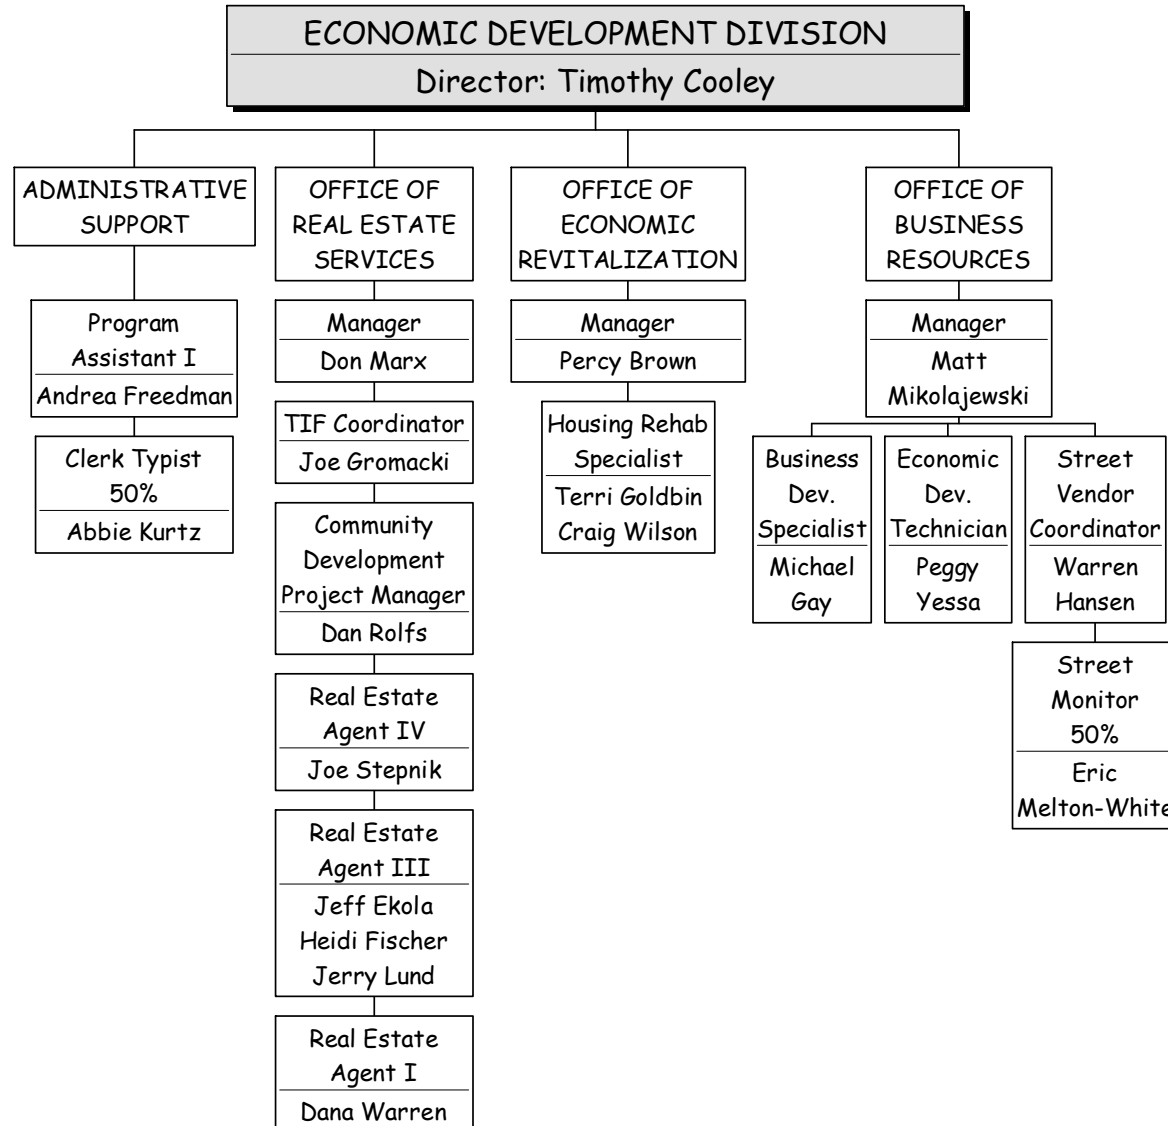 ECONOMIC DEVELOPMENT DIVISION
Director: Timothy Cooley
ADMINISTRATIVE
SUPPORT
Program
Assistant I
Andrea Freedman
Clerk Typist
50%
Abbie Kurtz
OFFICE OF
REAL ESTATE
SERVICES
Manager
Don Marx
TIF Coordinator
Joe Gromacki
Community
Development
Project Manager
Dan Rolfs
Real Estate
Agent IV
Joe Stepnik
Real Estate
Agent III
Jeff Ekola
Heidi Fischer
Jerry Lund
Real Estate
Agent I
Dana Warren
OFFICE OF
ECONOMIC
REVITALIZATION
Manager
Percy Brown
Housing Rehab
Specialist
Terri Goldbin
Craig Wilson
OFFICE OF
BUSINESS
RESOURCES
Manager
Matt
Mikolajewski
Business
Dev.
Specialist
Michael
Gay
Economic
Dev.
Technician
Peggy
Yessa
Street
Vendor
Coordinator
Warren
Hansen
Street
Monitor
50%
Eric
Melton-White